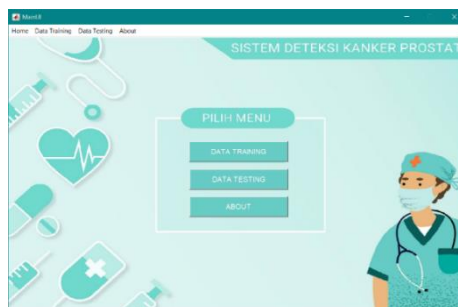 MainUI
Home Data Training Data Testing About
SISTEM DETEKSI KANKER PROSTAT
PILIH MENU
DATA TRAINING
DATA TESTING
ABOUT